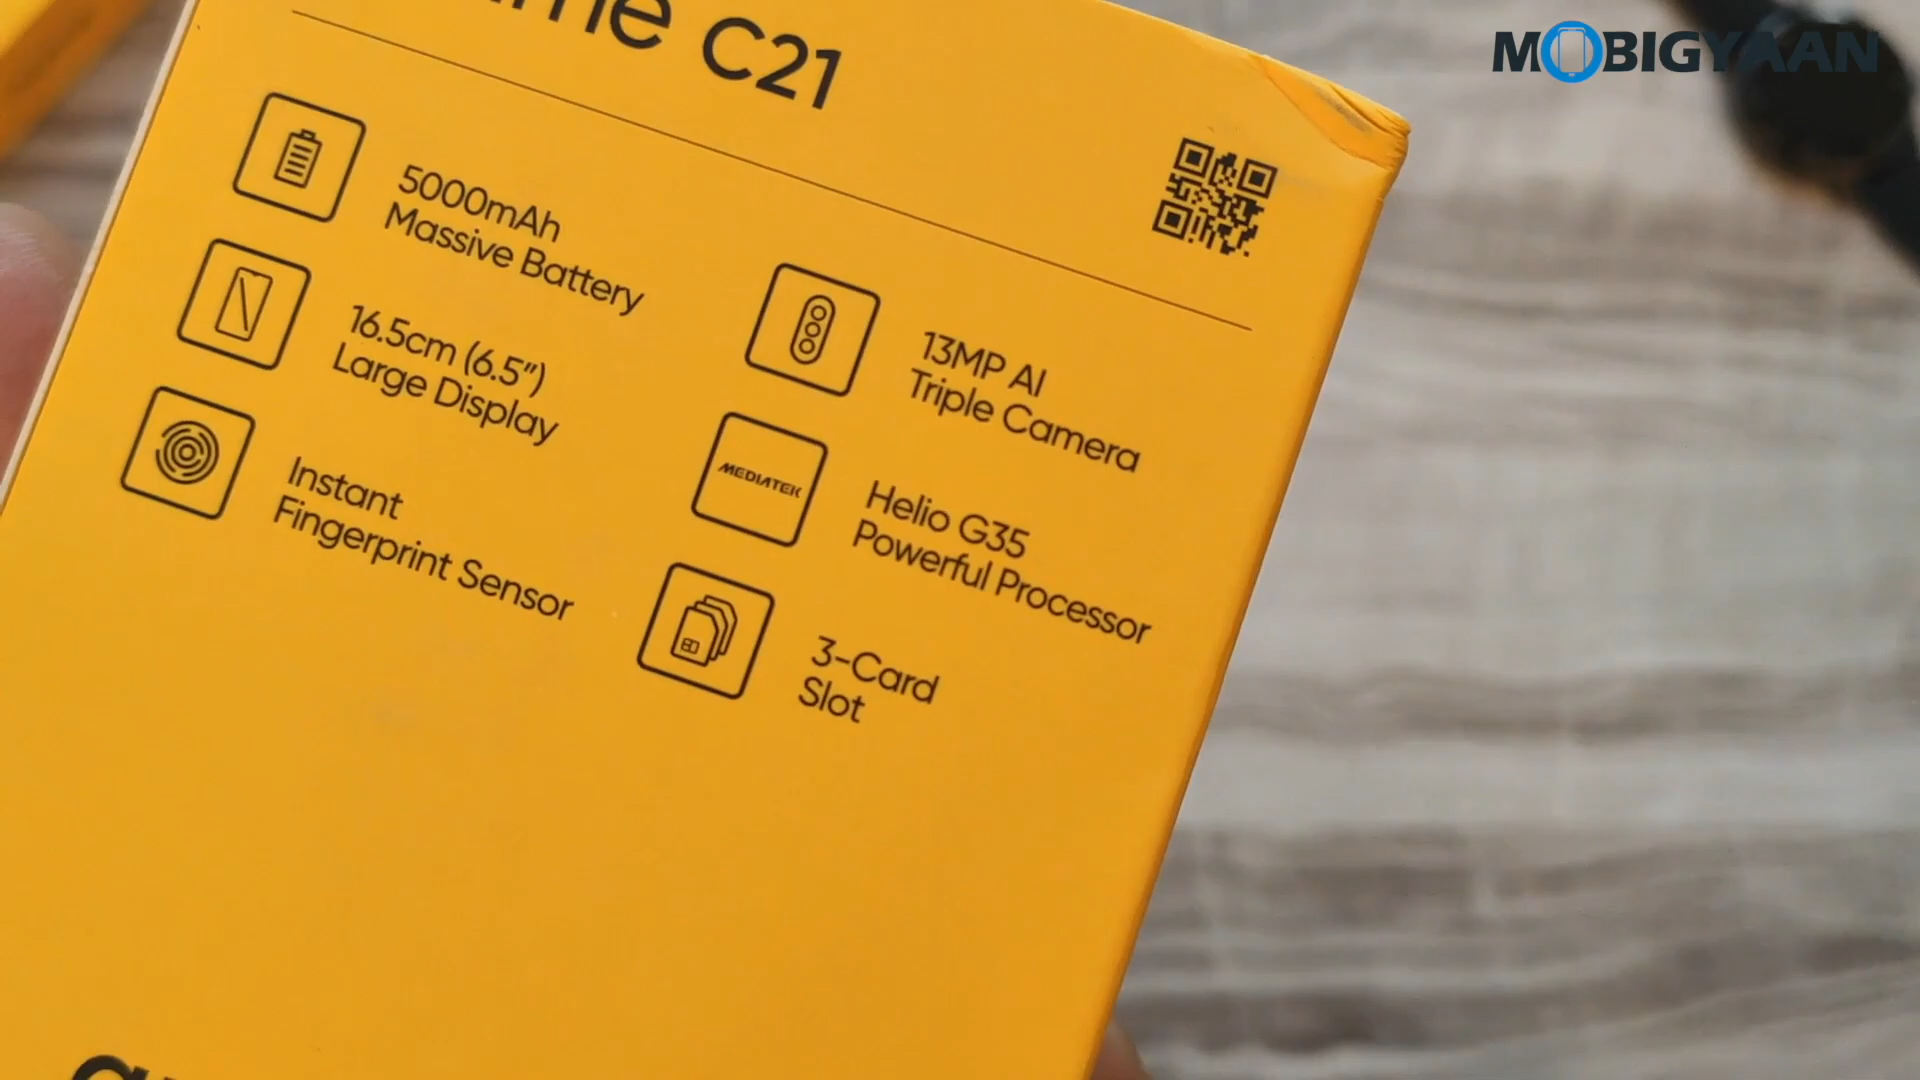 C21
5000mAh
Massive Battery
16.5cm (6.5")
Large Display
Instant
Fingerprint Sensor
13MP AI
Triple Camera
MEDIATEK
Helio G35
Powerful Processor
3-Card
Slot
MOBIGYAAN